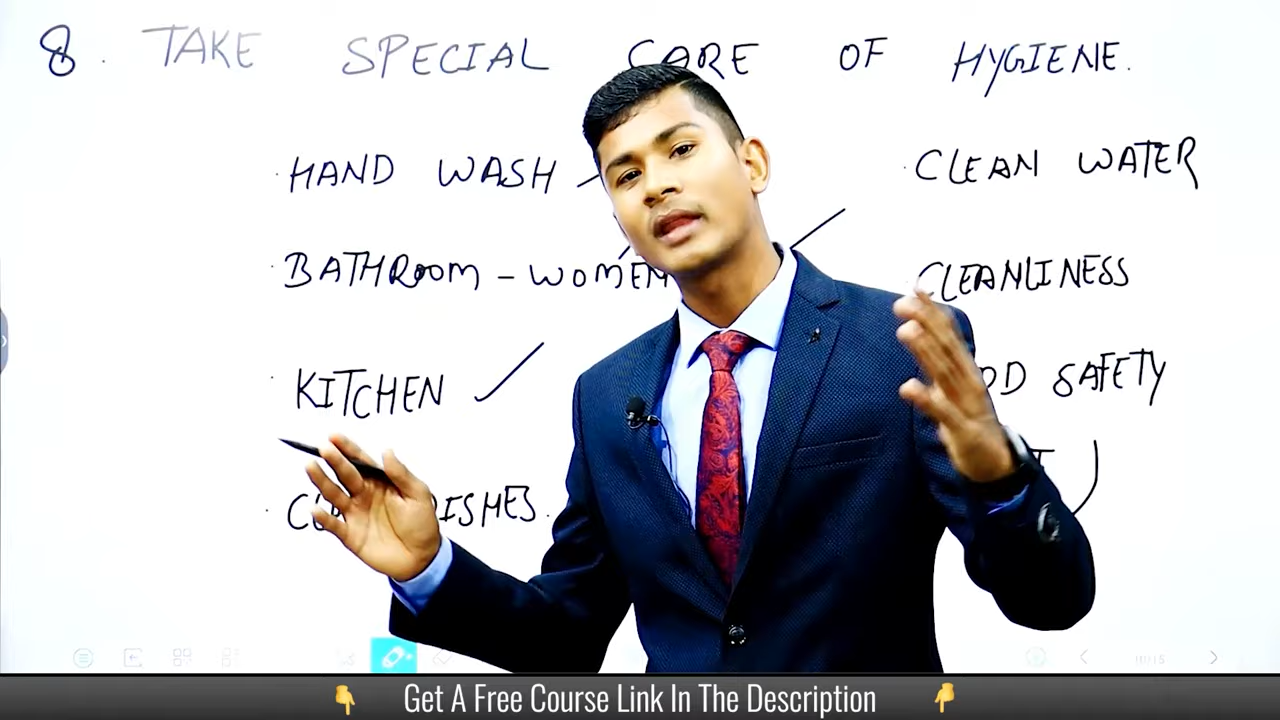 8. TAKE SPECIAL CARE OF HYGIENE.
HAND WASH
CLEAN WATER
BATHROOM - WOMEN
CLEANLINESS
KITCHEN
SAFETY
DISHES.
Get A Free Course Link In The Description